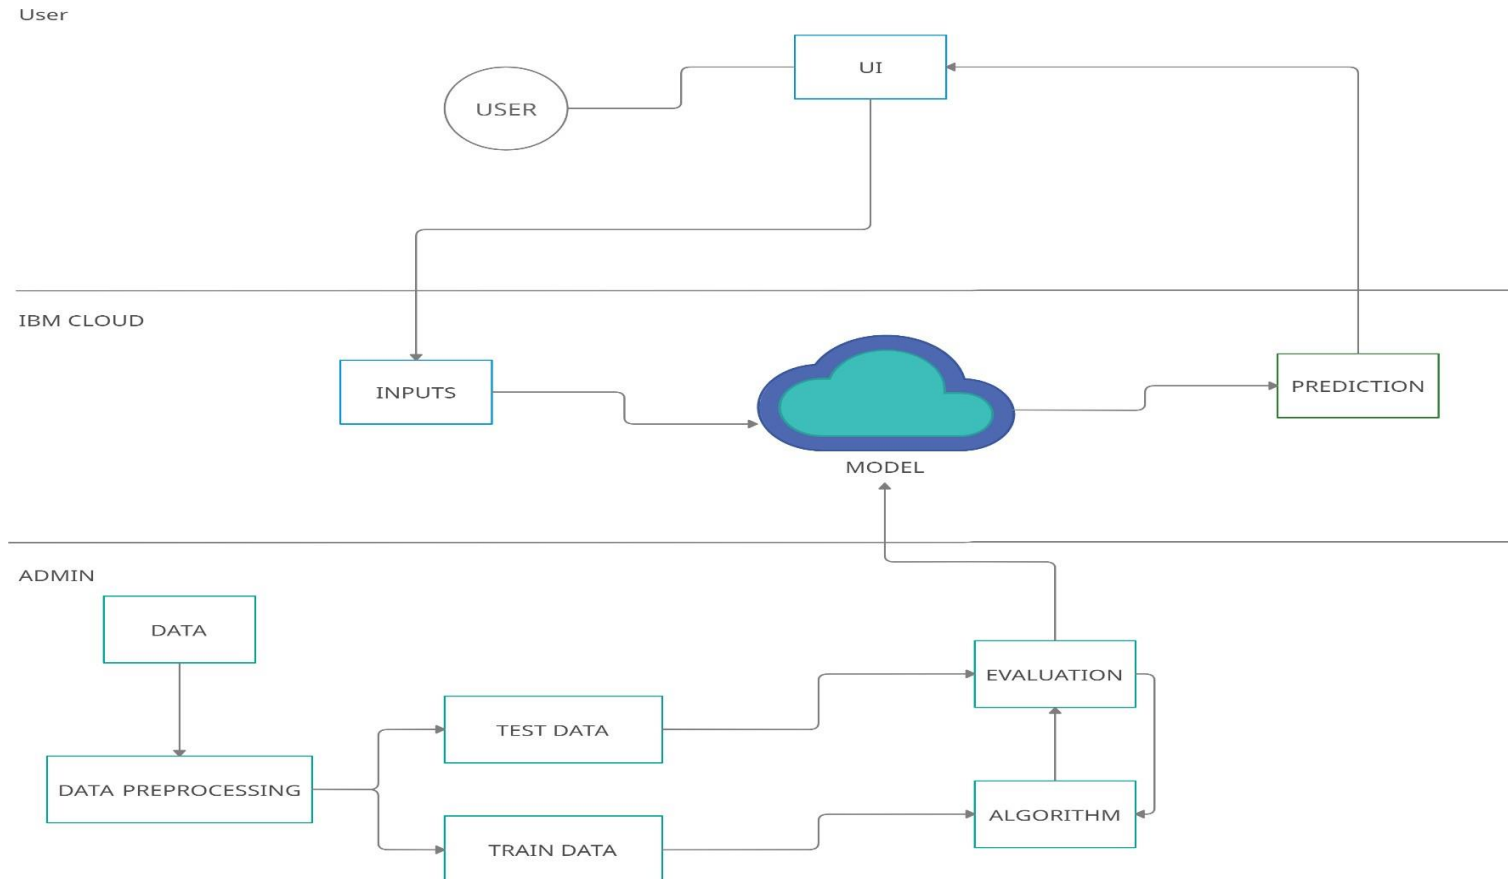 User
UI
USER
IBM CLOUD
INPUTS
PREDICTION
MODEL
ADMIN
DATA
EVALUATION
TEST DATA
DATA PREPROCESSING
ALGORITHM
TRAIN DATA